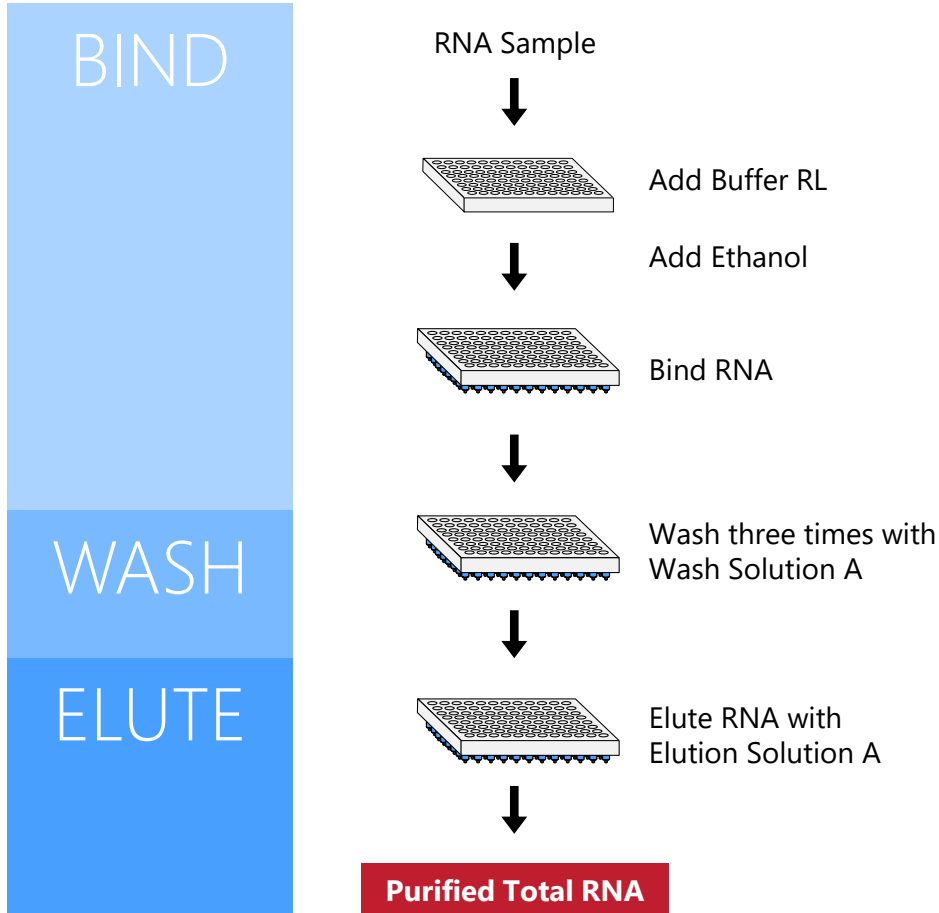 BIND
RNA Sample
Add Buffer RL
Add Ethanol
Bind RNA
WASH
Wash three times with
Wash Solution A
ELUTE
Elute RNA with
Elution Solution A
Purified Total RNA